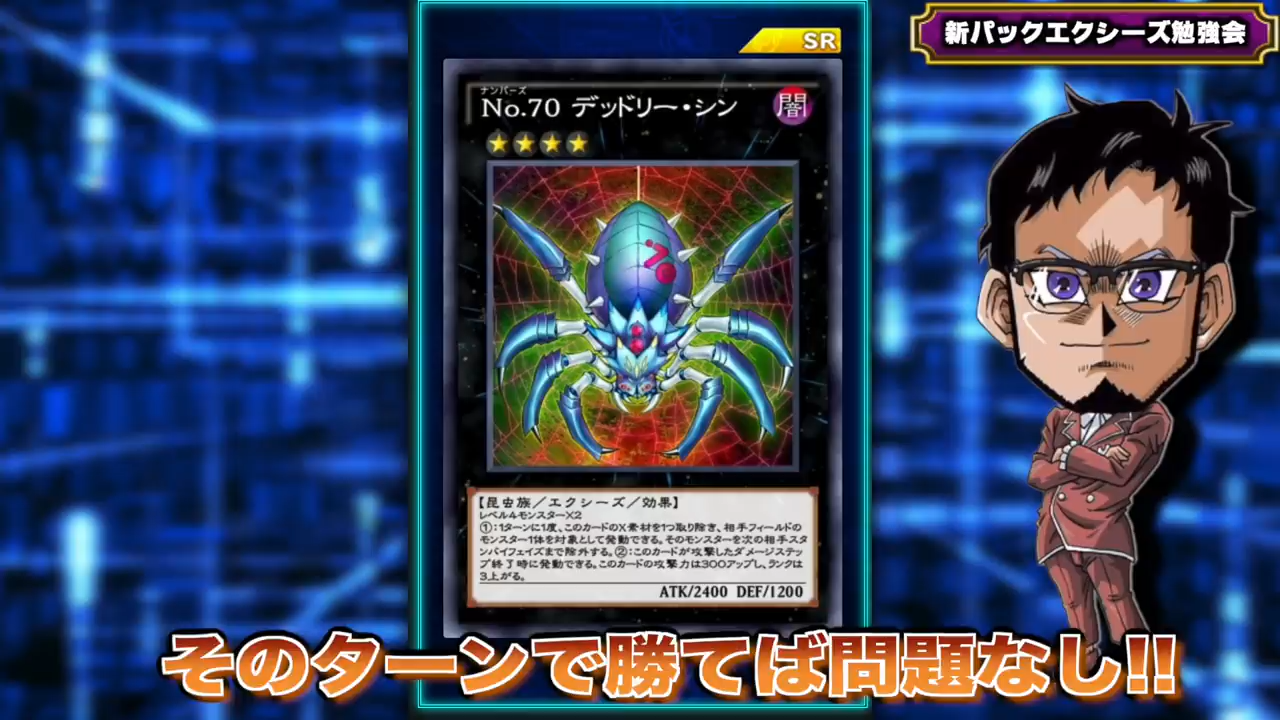 SR
新パックエクシーズ勉強会
ナンバーズ
No.70 デッドリー・シン
闇
70
【昆虫族/エクシーズ/効果】
レベル4モンスター×2
①:1ターンに1度、このカードのX素材を1つ取り除き、相手フィールドの
モンスター1体を対象として発動できる。そのモンスターを次の相手スタ
ンバイフェイズまで除外する。②:このカードが攻撃したダメージステッ
プ終了時に発動できる。このカードの攻撃力は300アップし、ランクは
3上がる。
ATK/2400 DEF/1200
そのターンで勝てば問題なし!!